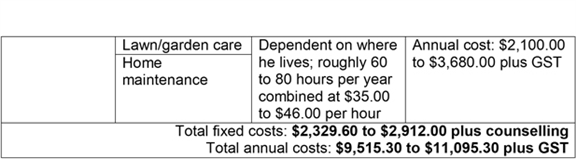 Lawn/garden care Dependent on where Annual cost: $2,100.00
Home he lives; roughly 60 to $3,680.00 plus GST
maintenance to 80 hours per year
combined at $35.00
to $46.00 per hour
Total fixed costs: $2,329.60 to $2,912.00 plus counselling
Total annual costs: $9,515.30 to $11,095.30 plus GST